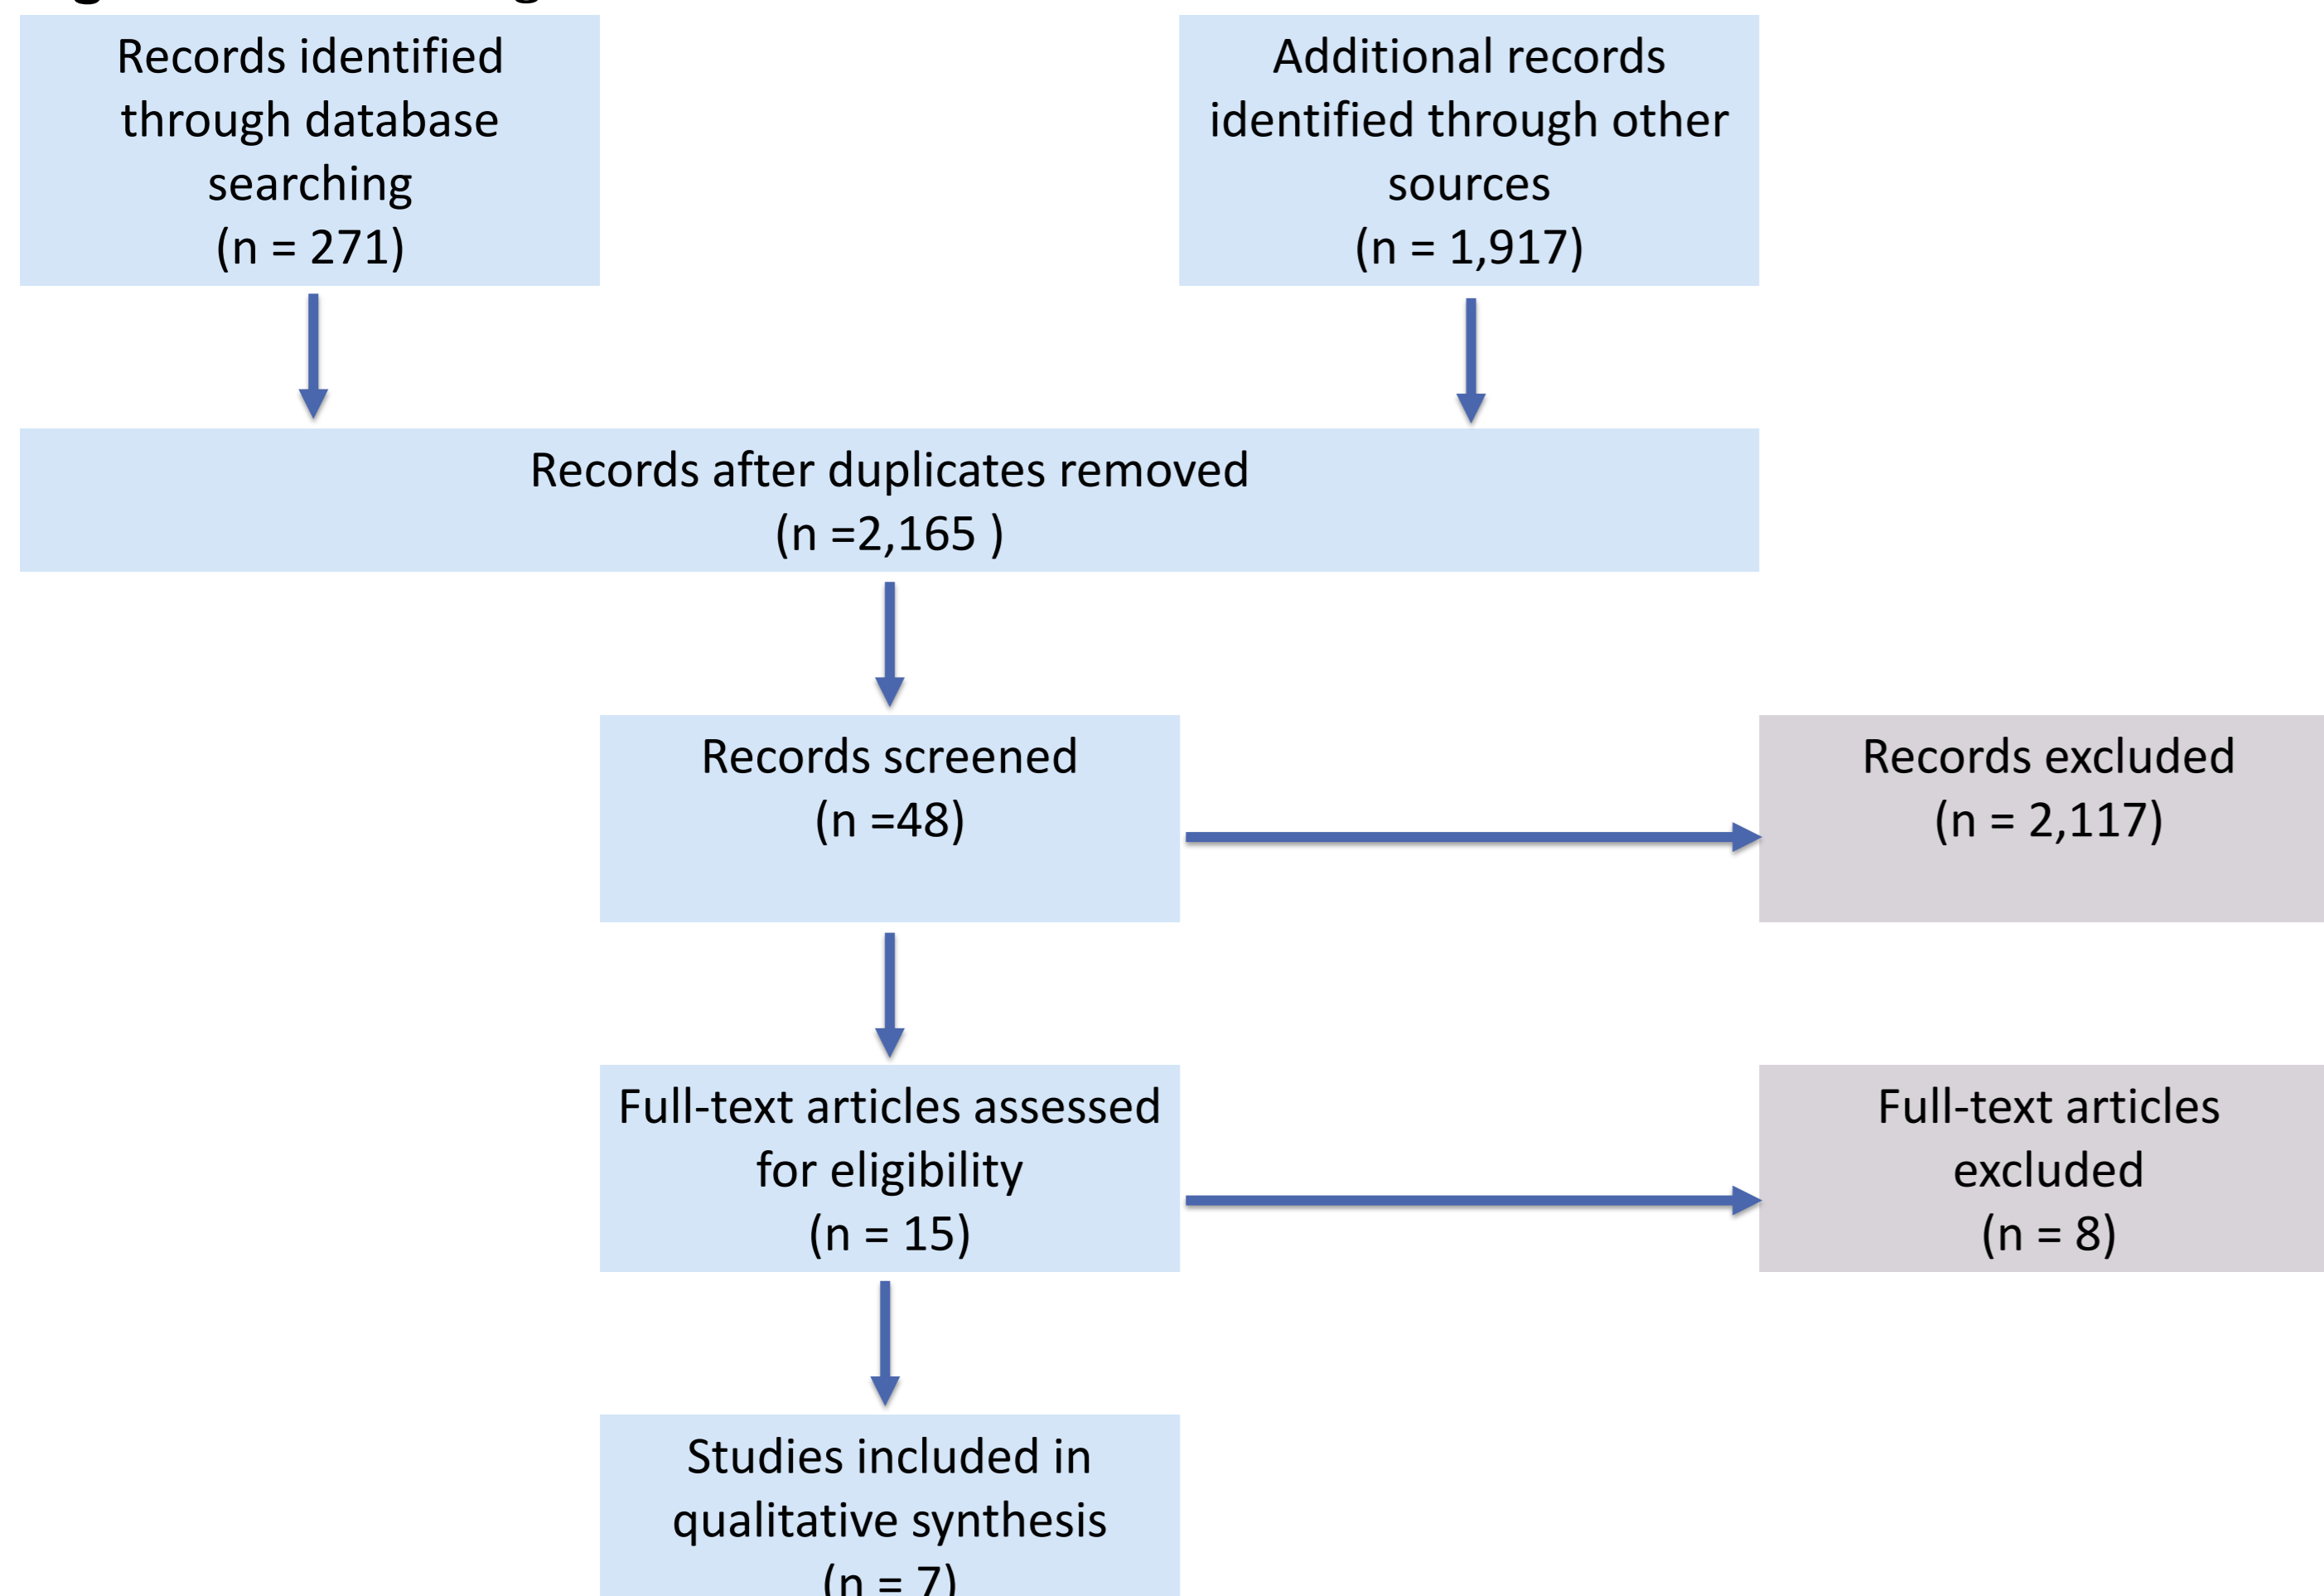 Records identified
through database
searching
(n = 271)
Additional records
identified through other
sources
(n = 1,917)
Records after duplicates removed
(n =2,165 )
Records screened
(n =48)
Records excluded
(n = 2,117)
Full-text articles assessed
for eligibility
(n = 15)
Full-text articles
excluded
(n = 8)
Studies included in
qualitative synthesis
(n = 7)